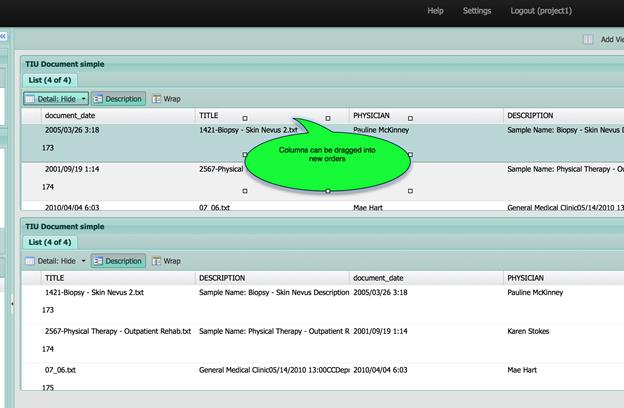 Help Settings Logout (project1)
Add Vie
TIU Document simple
List (4 of 4)
Detail: Hide Description Wrap
document_date TITLE PHYSICIAN DESCRIPTION
2005/03/26 3:18 1421-Biopsy - Skin Nevus 2.txt Pauline McKinney Sample Name: Biopsy - Skin Nevus D
173
Columns can be dragged into
new orders
2001/09/19 1:14 2567-Physical Sample Name: Physical Therapy - Out
174
2010/04/04 6:03 07_06.txt Mae Hart General Medical Clinic05/14/2010 13:
TIU Document simple
List (4 of 4)
Detail: Hide Description Wrap
TITLE DESCRIPTION document_date PHYSICIAN
1421-Biopsy - Skin Nevus 2.txt Sample Name: Biopsy - Skin Nevus Description 2005/03/26 3:18 Pauline McKinney
173
2567-Physical Therapy - Outpatient Rehab.txt Sample Name: Physical Therapy - Outpatient R 2001/09/19 1:14 Karen Stokes
174
07_06.txt General Medical Clinic05/14/2010 13:00CCDepr 2010/04/04 6:03 Mae Hart
175